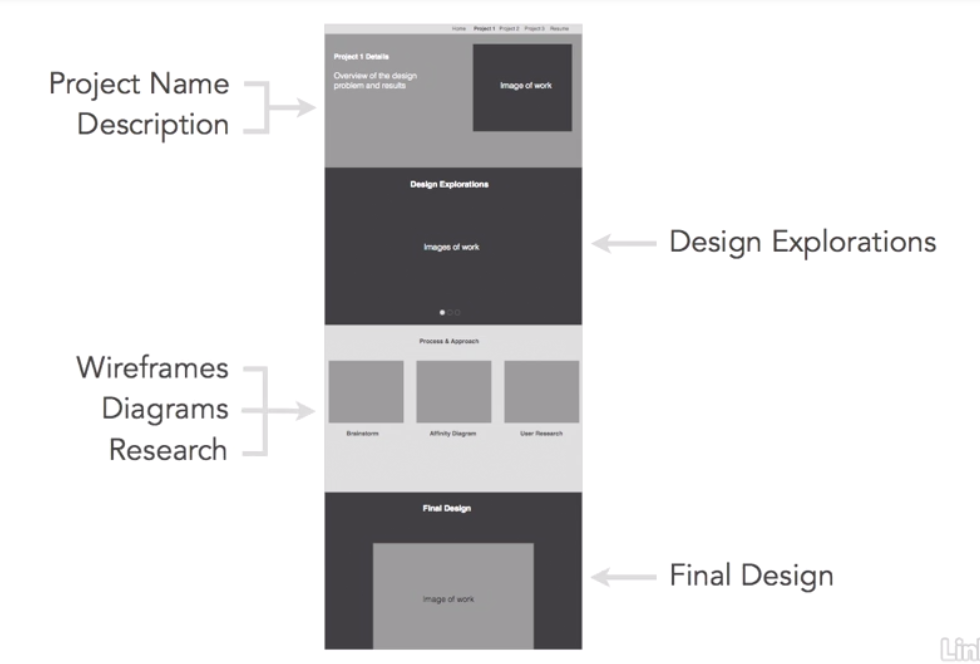 Home Project 1 Project 2 Project 3 Resume
Project 1 Details
Overview of the design
problem and results
Image of work
Project Name
Description
Design Explorations
Images of work
Design Explorations
Process & Approach
Wireframes
Diagrams
Research
Brainstorm Affinity Diagram User Research
Final Design
Image of work
Final Design